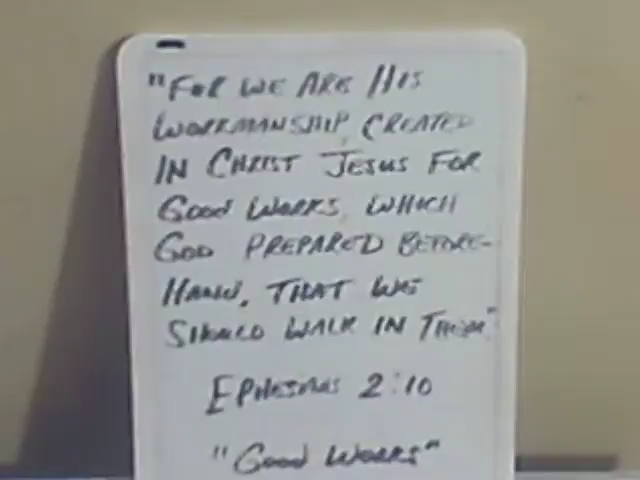 "FOR WE ARE HIS
WORKMANSHIP, CREATED
IN CHRIST JESUS FOR
GOOD WORKS, WHICH
GOD PREPARED BEFORE-
HAND, THAT WE
SHOULD WALK IN THEM"
EPHESIANS 2:10
"GOOD WORKS"